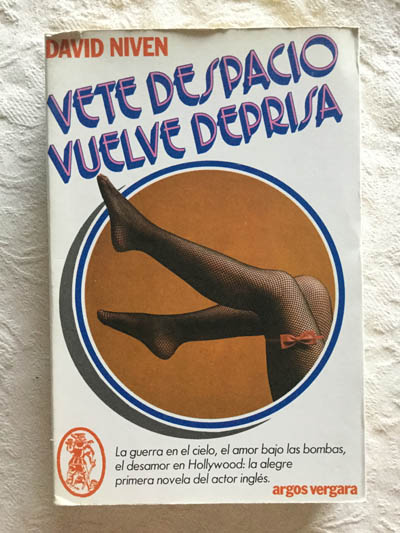 DAVID NIVEN
VETE DESPACIO
VUELVE DEPRISA
La guerra en el cielo, el amor bajo las bombas,
el desamor en Hollywood: la alegre
primera novela del actor inglés.
argos vergara